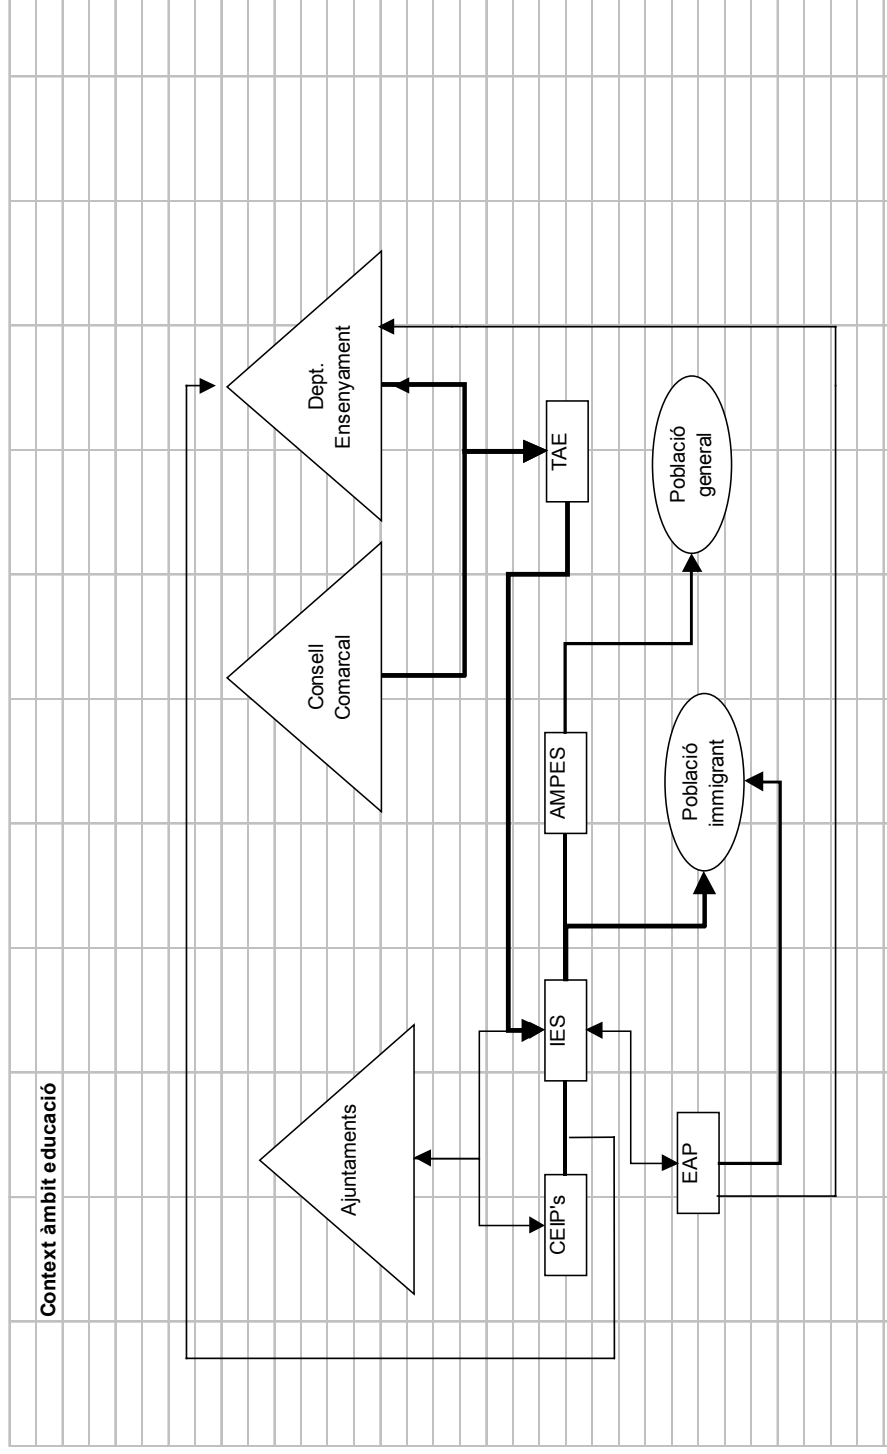 Context àmbit educació
Ajuntaments
Consell
Comarcal
Dept.
Ensenyament
CEIP's
IES
AMPES
TAE
EAP
Població
immigrant
Població
general